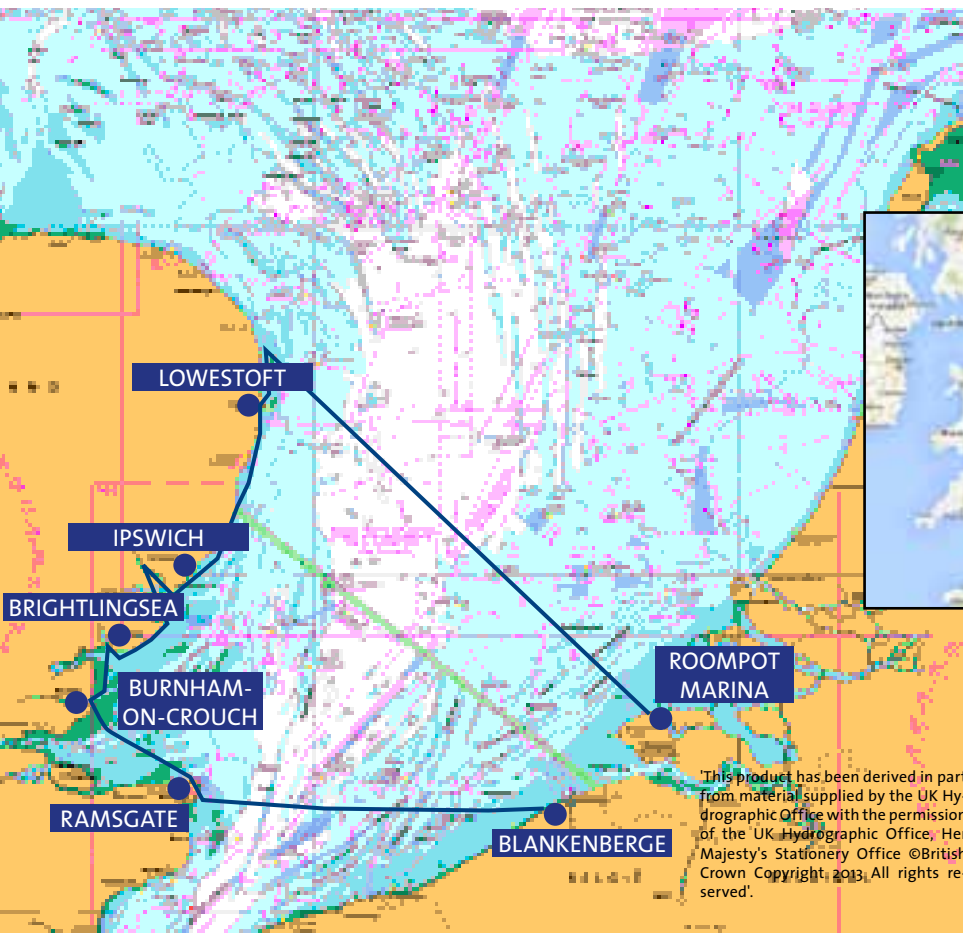 LOWESTOFT
IPSWICH
BRIGHTLINGSEA
BURNHAM-
ON-CROUCH
RAMSGATE
ROOMPOT
MARINA
BLANKENBERGE
'This product has been derived in part
from material supplied by the UK Hy-
drographic Office with the permission
of the UK Hydrographic Office, Her
Majesty's Stationery Office ©British
Crown Copyright 2013, All rights re-
served'.